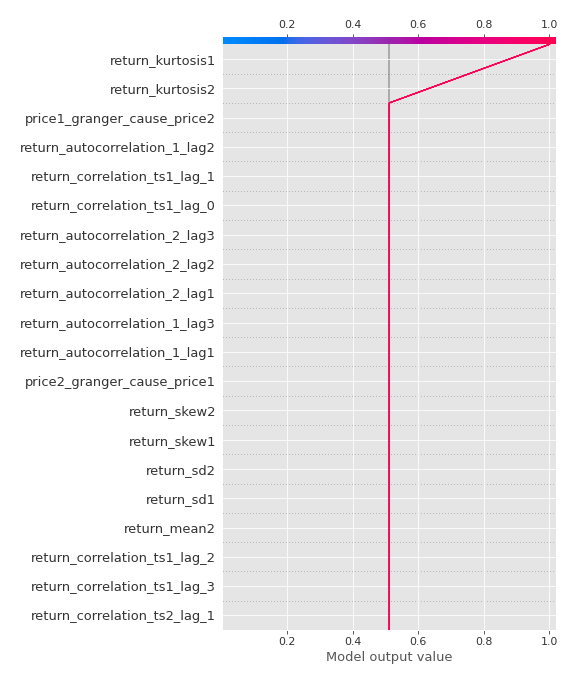 0.2 0.4 0.6 0.8 1.0
return_kurtosis1
return_kurtosis2
price1_granger_cause_price2
return_autocorrelation_1_lag2
return_correlation_ts1_lag_1
return_correlation_ts1_lag_0
return_autocorrelation_2_lag3
return_autocorrelation_2_lag2
return_autocorrelation_2_lag1
return_autocorrelation_1_lag3
return_autocorrelation_1_lag1
price2_granger_cause_price1
return_skew2
return_skew1
return_sd2
return_sd1
return_mean2
return_correlation_ts1_lag_2
return_correlation_ts1_lag_3
return_correlation_ts2_lag_1
0.2 0.4 0.6 0.8 1.0
Model output value